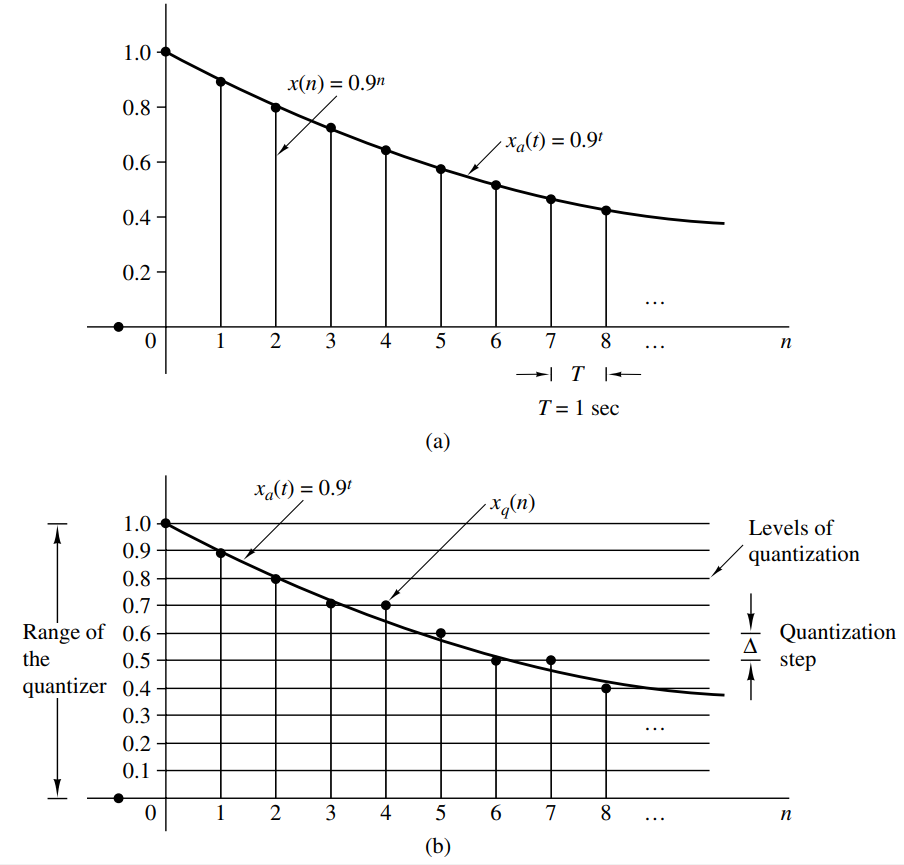 1.0
x(n) = 0.9ⁿ
0.8
xₐ(t) = 0.9ᵗ
0.6
0.4
0.2
...
0 1 2 3 4 5 6 7 8 ... n
T
T = 1 sec
(a)
xₐ(t) = 0.9ᵗ
x_q(n)
1.0
Levels of
quantization
0.9
0.8
0.7
Range of
the
quantizer
0.6
Δ
Quantization
step
0.5
0.4
0.3
...
0.2
0.1
0 1 2 3 4 5 6 7 8 ... n
(b)